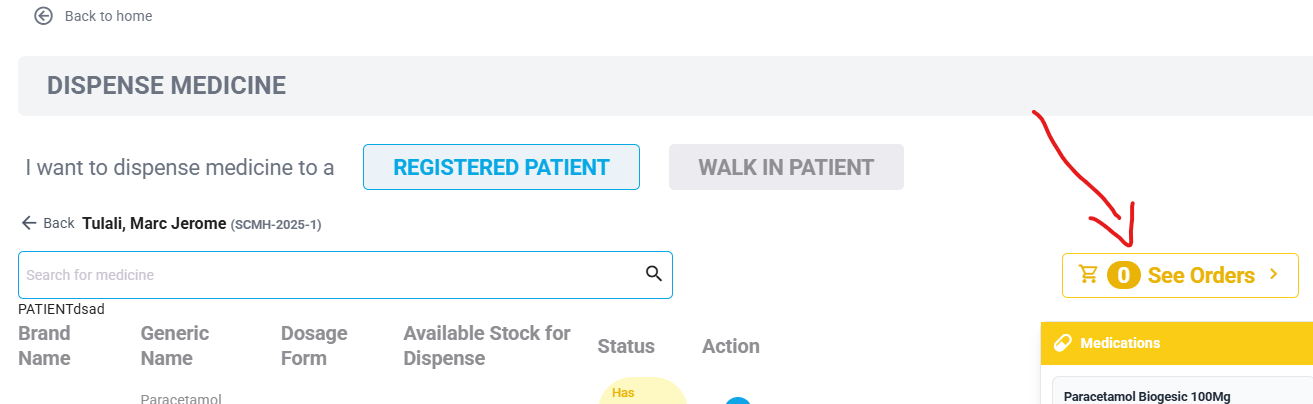 Back to home
DISPENSE MEDICINE
I want to dispense medicine to a REGISTERED PATIENT WALK IN PATIENT
Back Tulali, Marc Jerome (SCMH-2025-1)
Search for medicine
0 See Orders
PATIENTdsad
Brand Name
Generic Name
Dosage Form
Available Stock for Dispense
Status
Action
Medications
Paracetamol
Has
Paracetamol Biogesic 100Mg